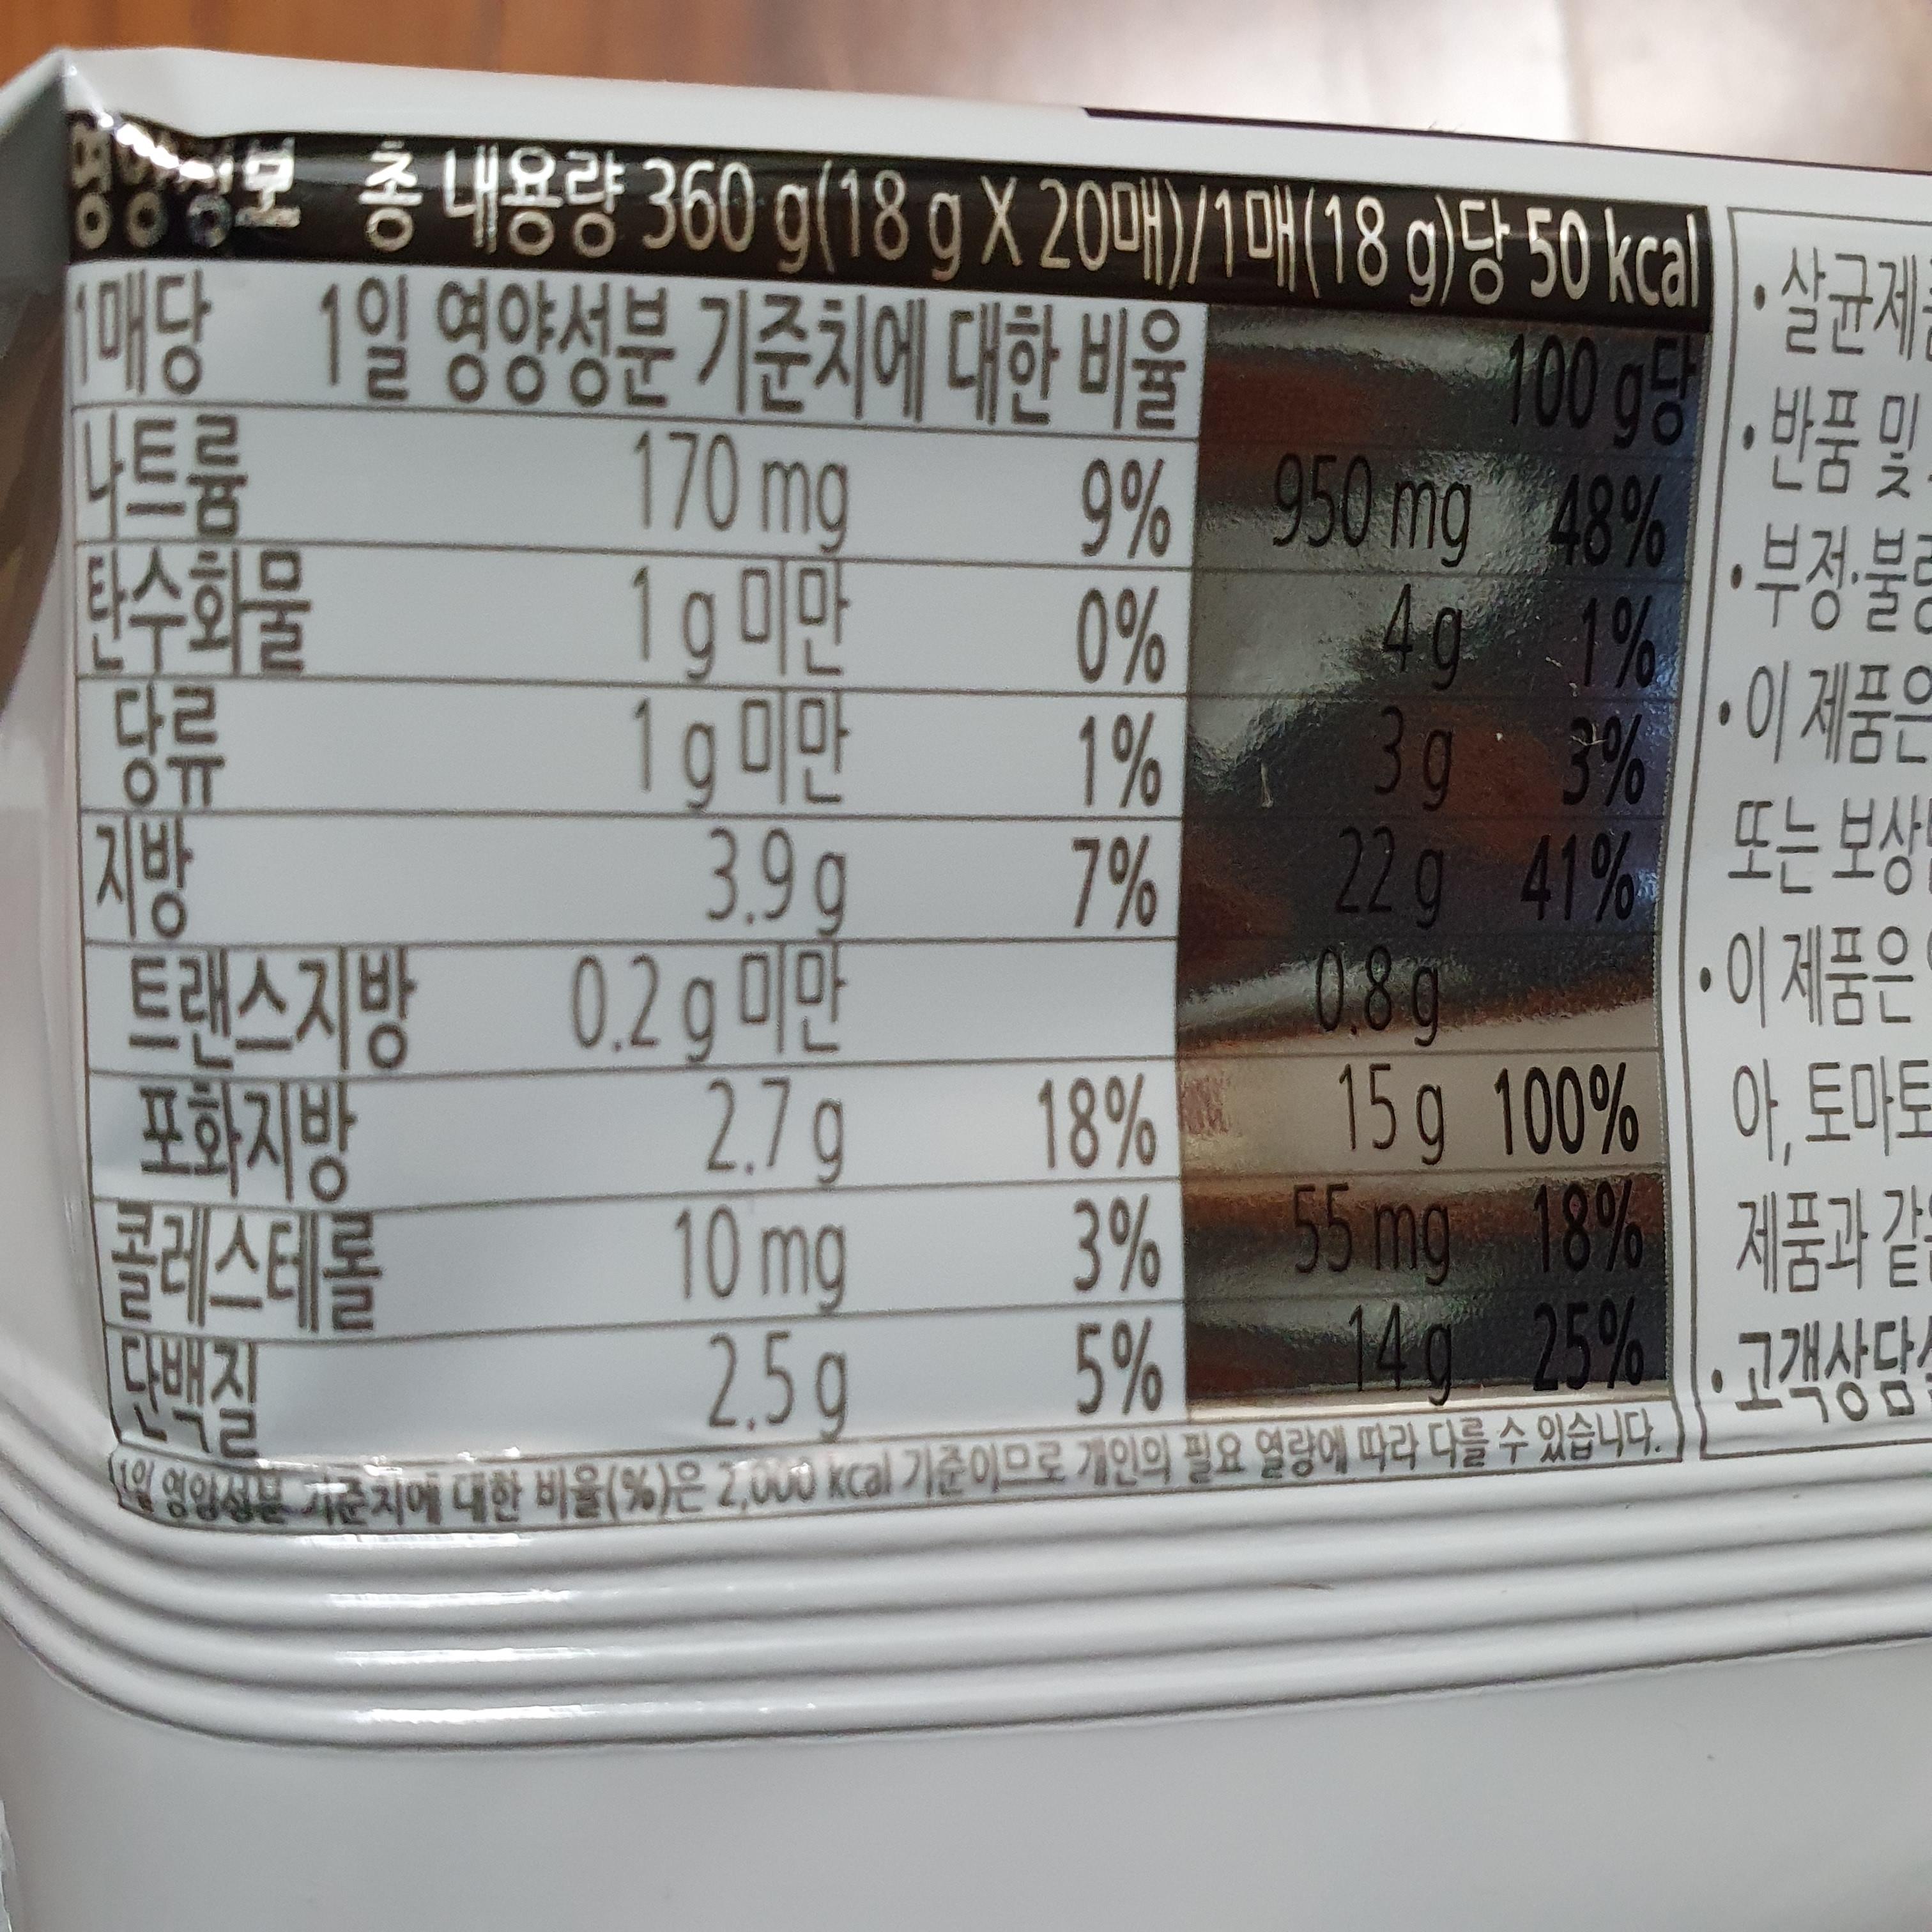 영양정보 총 내용량 360 g(18 g X 20매)/1매(18 g)당 50 kcal
1매당 1일 영양성분 기준치에 대한 비율 100 g당
나트륨 170 mg 9% 950 mg 48%
탄수화물 1 g 미만 0% 4 g 1%
당류 1 g 미만 1% 3 g 3%
지방 3.9 g 7% 22 g 41%
트랜스지방 0.2 g 미만 0.8 g
포화지방 2.7 g 18% 15 g 100%
콜레스테롤 10 mg 3% 55 mg 18%
단백질 2.5 g 5% 14 g 25%
1일 영양성분 기준치에 대한 비율(%)은 2,000 kcal 기준이므로 개인의 필요 열량에 따라 다를 수 있습니다.
• 살균제
• 반품 및
• 부정·불
• 이 제품은
또는 보상
• 이 제품은
아, 토마토
제품과 같
• 고객상담